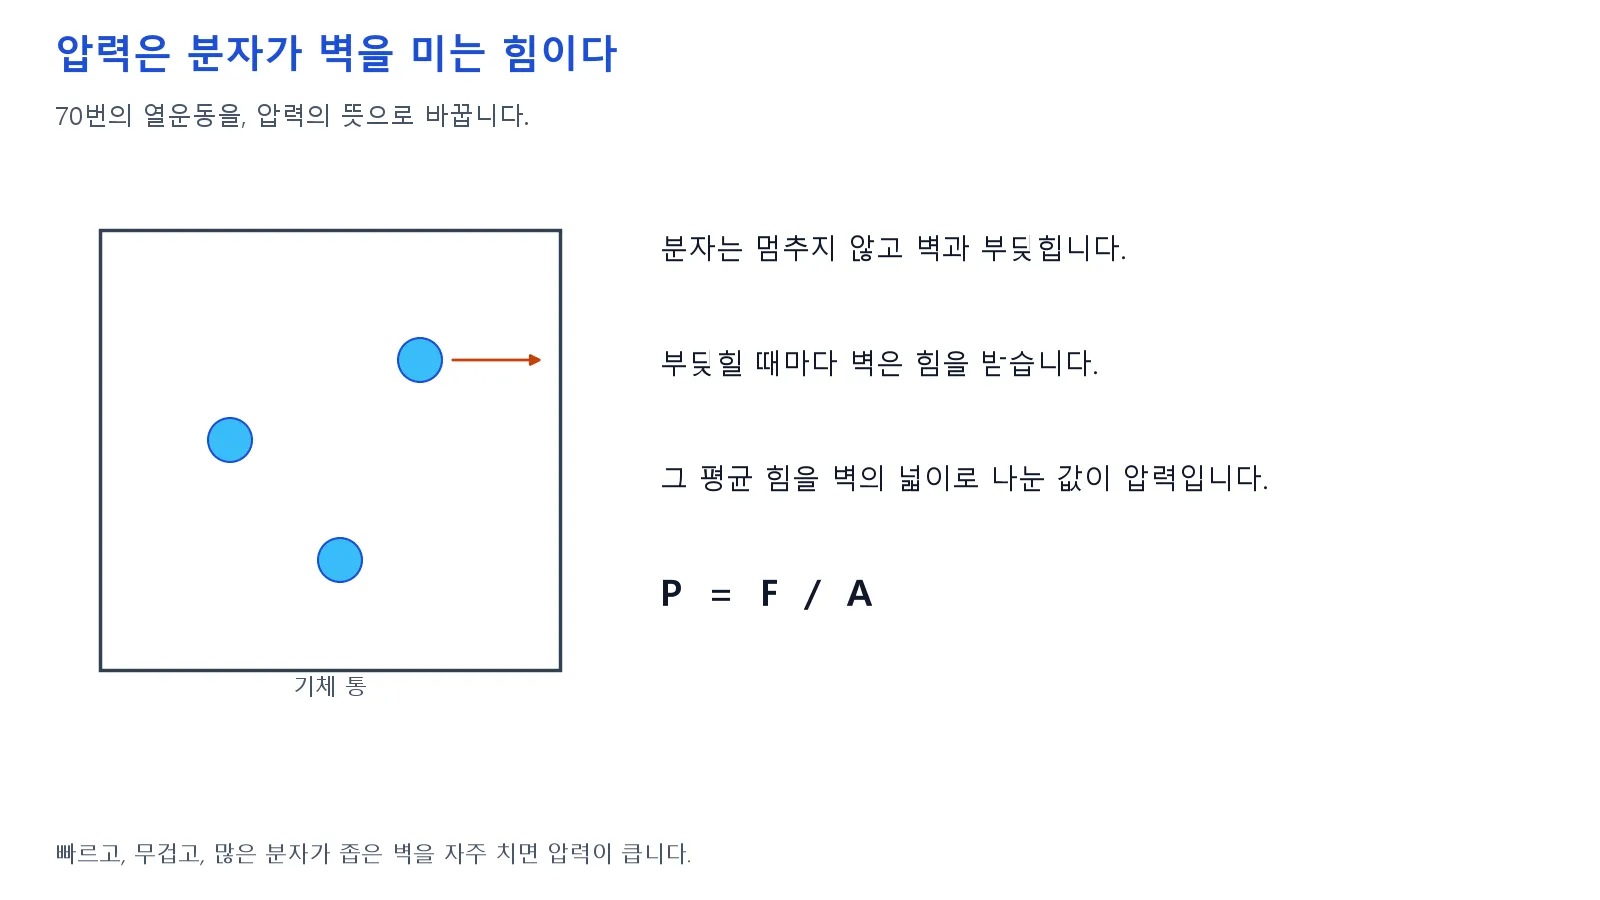 압력은 분자가 벽을 미는 힘이다
70번의 열운동을, 압력의 뜻으로 바꿉니다.
분자는 멈추지 않고 벽과 부딪힙니다.
부딪힐 때마다 벽은 힘을 받습니다.
그 평균 힘을 벽의 넓이로 나눈 값이 압력입니다.
P = F / A
기체 통
빠르고, 무겁고, 많은 분자가 좁은 벽을 자주 치면 압력이 큽니다.